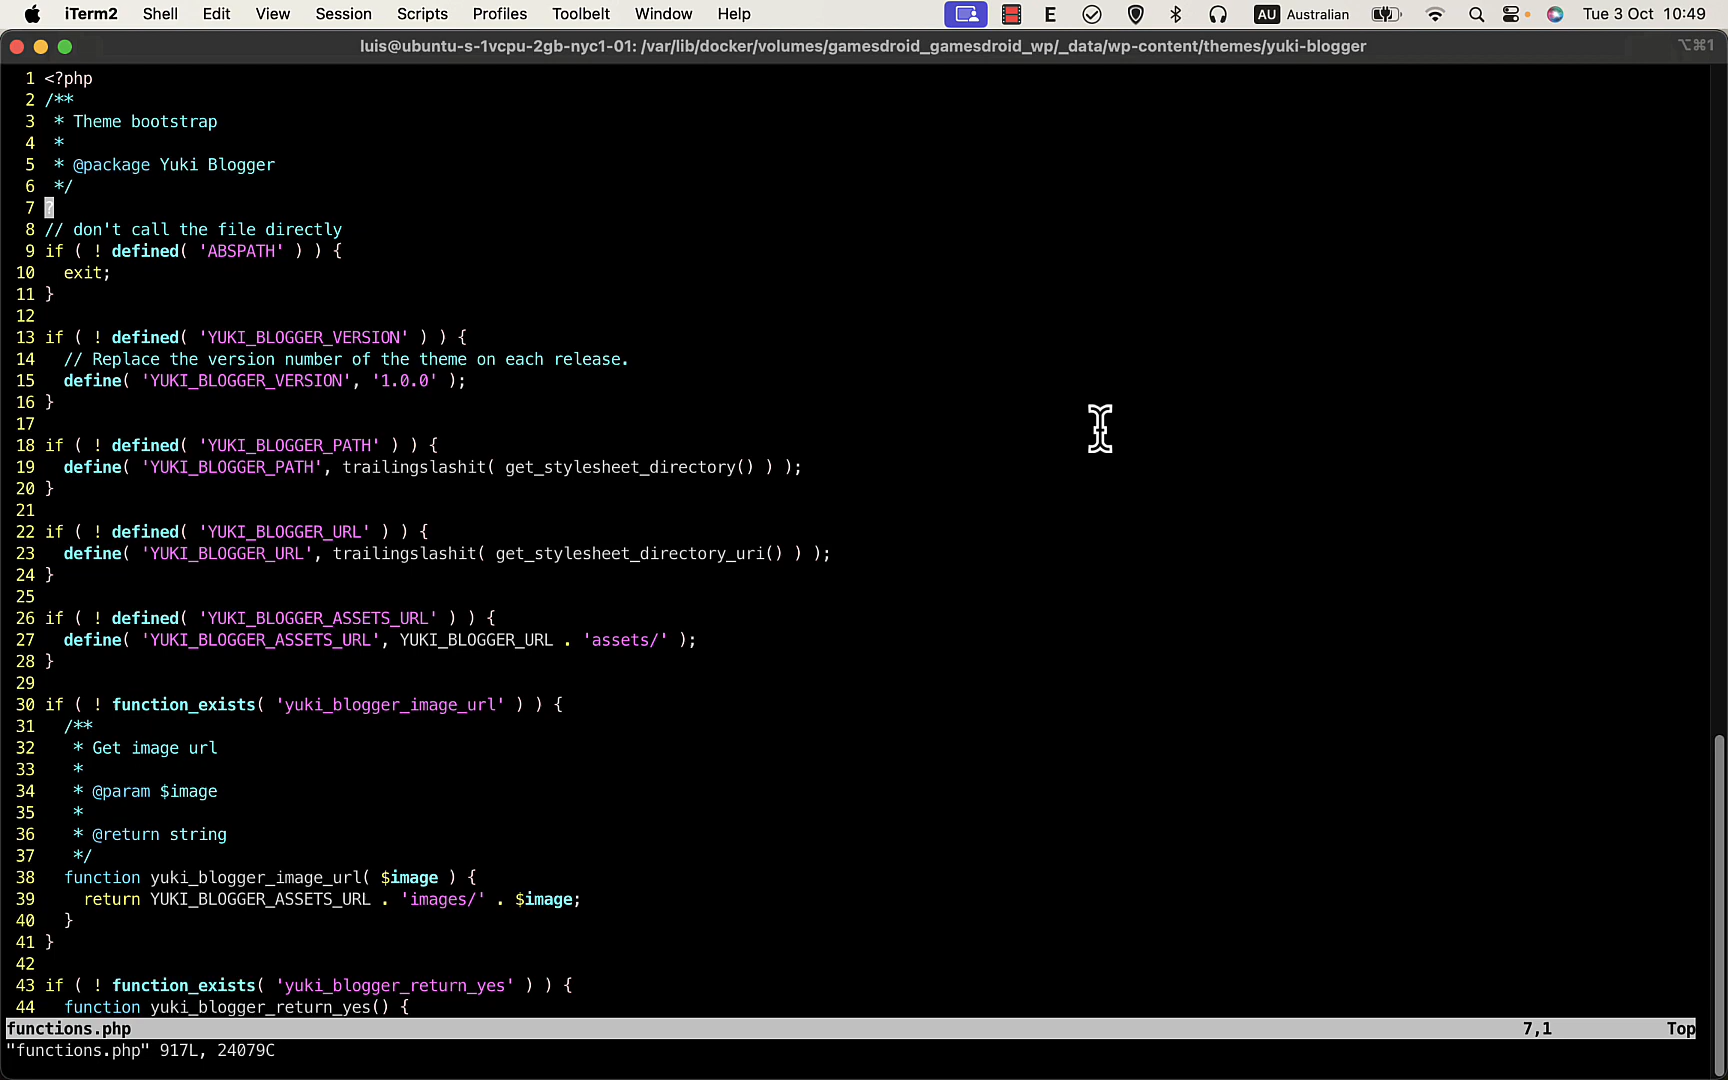 iTerm2 Shell Edit View Session Scripts Profiles Toolbelt Window Help E AU Australian Tue 3 Oct 10:49
luis@ubuntu-s-1vcpu-2gb-nyc1-01: /var/lib/docker/volumes/gamesdroid_gamesdroid_wp/_data/wp-content/themes/yuki-blogger ⌥⌘1
1 <?php
2 /**
3  * Theme bootstrap
4  *
5  * @package Yuki Blogger
6  */
7 ?
8 // don't call the file directly
9 if ( ! defined( 'ABSPATH' ) ) {
10   exit;
11 }
12
13 if ( ! defined( 'YUKI_BLOGGER_VERSION' ) ) {
14   // Replace the version number of the theme on each release.
15   define( 'YUKI_BLOGGER_VERSION', '1.0.0' );
16 }
17
18 if ( ! defined( 'YUKI_BLOGGER_PATH' ) ) {
19   define( 'YUKI_BLOGGER_PATH', trailingslashit( get_stylesheet_directory() ) );
20 }
21
22 if ( ! defined( 'YUKI_BLOGGER_URL' ) ) {
23   define( 'YUKI_BLOGGER_URL', trailingslashit( get_stylesheet_directory_uri() ) );
24 }
25
26 if ( ! defined( 'YUKI_BLOGGER_ASSETS_URL' ) ) {
27   define( 'YUKI_BLOGGER_ASSETS_URL', YUKI_BLOGGER_URL . 'assets/' );
28 }
29
30 if ( ! function_exists( 'yuki_blogger_image_url' ) ) {
31   /**
32    * Get image url
33    *
34    * @param $image
35    *
36    * @return string
37    */
38   function yuki_blogger_image_url( $image ) {
39     return YUKI_BLOGGER_ASSETS_URL . 'images/' . $image;
40   }
41 }
42
43 if ( ! function_exists( 'yuki_blogger_return_yes' ) ) {
44   function yuki_blogger_return_yes() {
functions.php 7,1 Top
"functions.php" 917L, 24079C